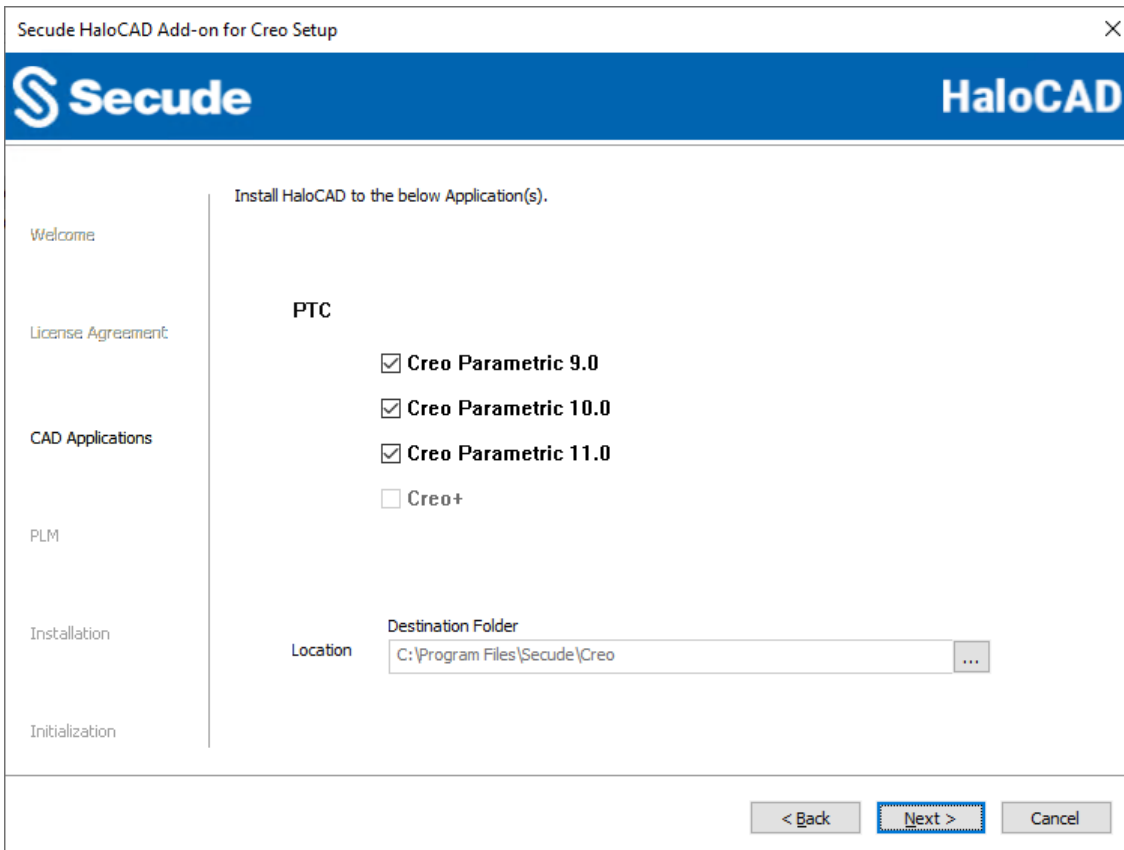 Secude HaloCAD Add-on for Creo Setup
Secude
HaloCAD
Install HaloCAD to the below Application(s).
Welcome
License Agreement
CAD Applications
PLM
Installation
Initialization
PTC
Creo Parametric 9.0
Creo Parametric 10.0
Creo Parametric 11.0
Creo+
Destination Folder
Location
C:\Program Files\Secude\Creo
...
< Back
Next >
Cancel